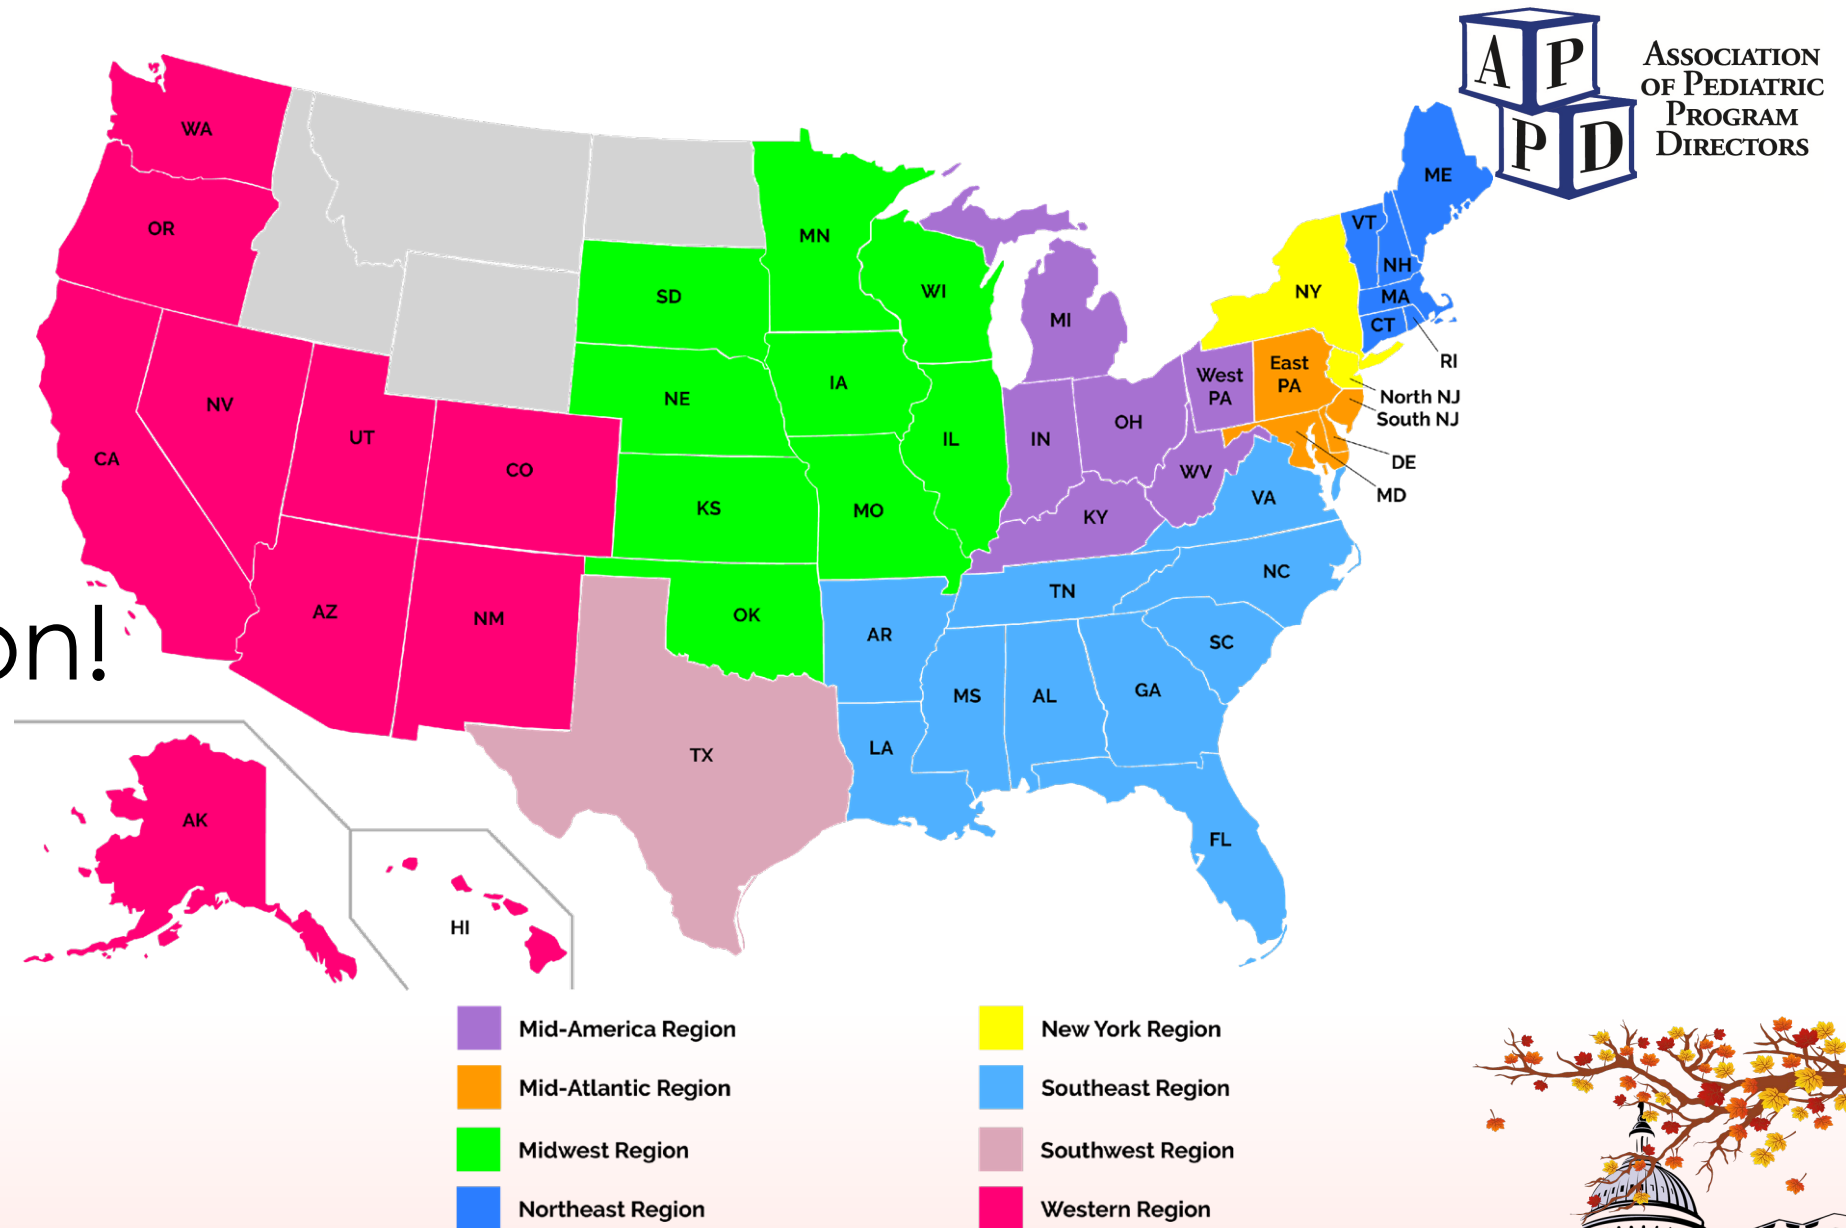 A P
P D
ASSOCIATION
OF PEDIATRIC
PROGRAM
DIRECTORS
WA
OR
CA
NV
UT
CO
AZ
NM
AK
HI
SD
NE
KS
OK
MN
IA
MO
WI
IL
TX
MI
IN
OH
KY
WV
West
PA
East
PA
NY
VT
NH
ME
MA
CT
RI
North NJ
South NJ
DE
MD
VA
NC
TN
SC
AR
MS
AL
GA
LA
FL
on!
Mid-America Region
Mid-Atlantic Region
Midwest Region
Northeast Region
New York Region
Southeast Region
Southwest Region
Western Region